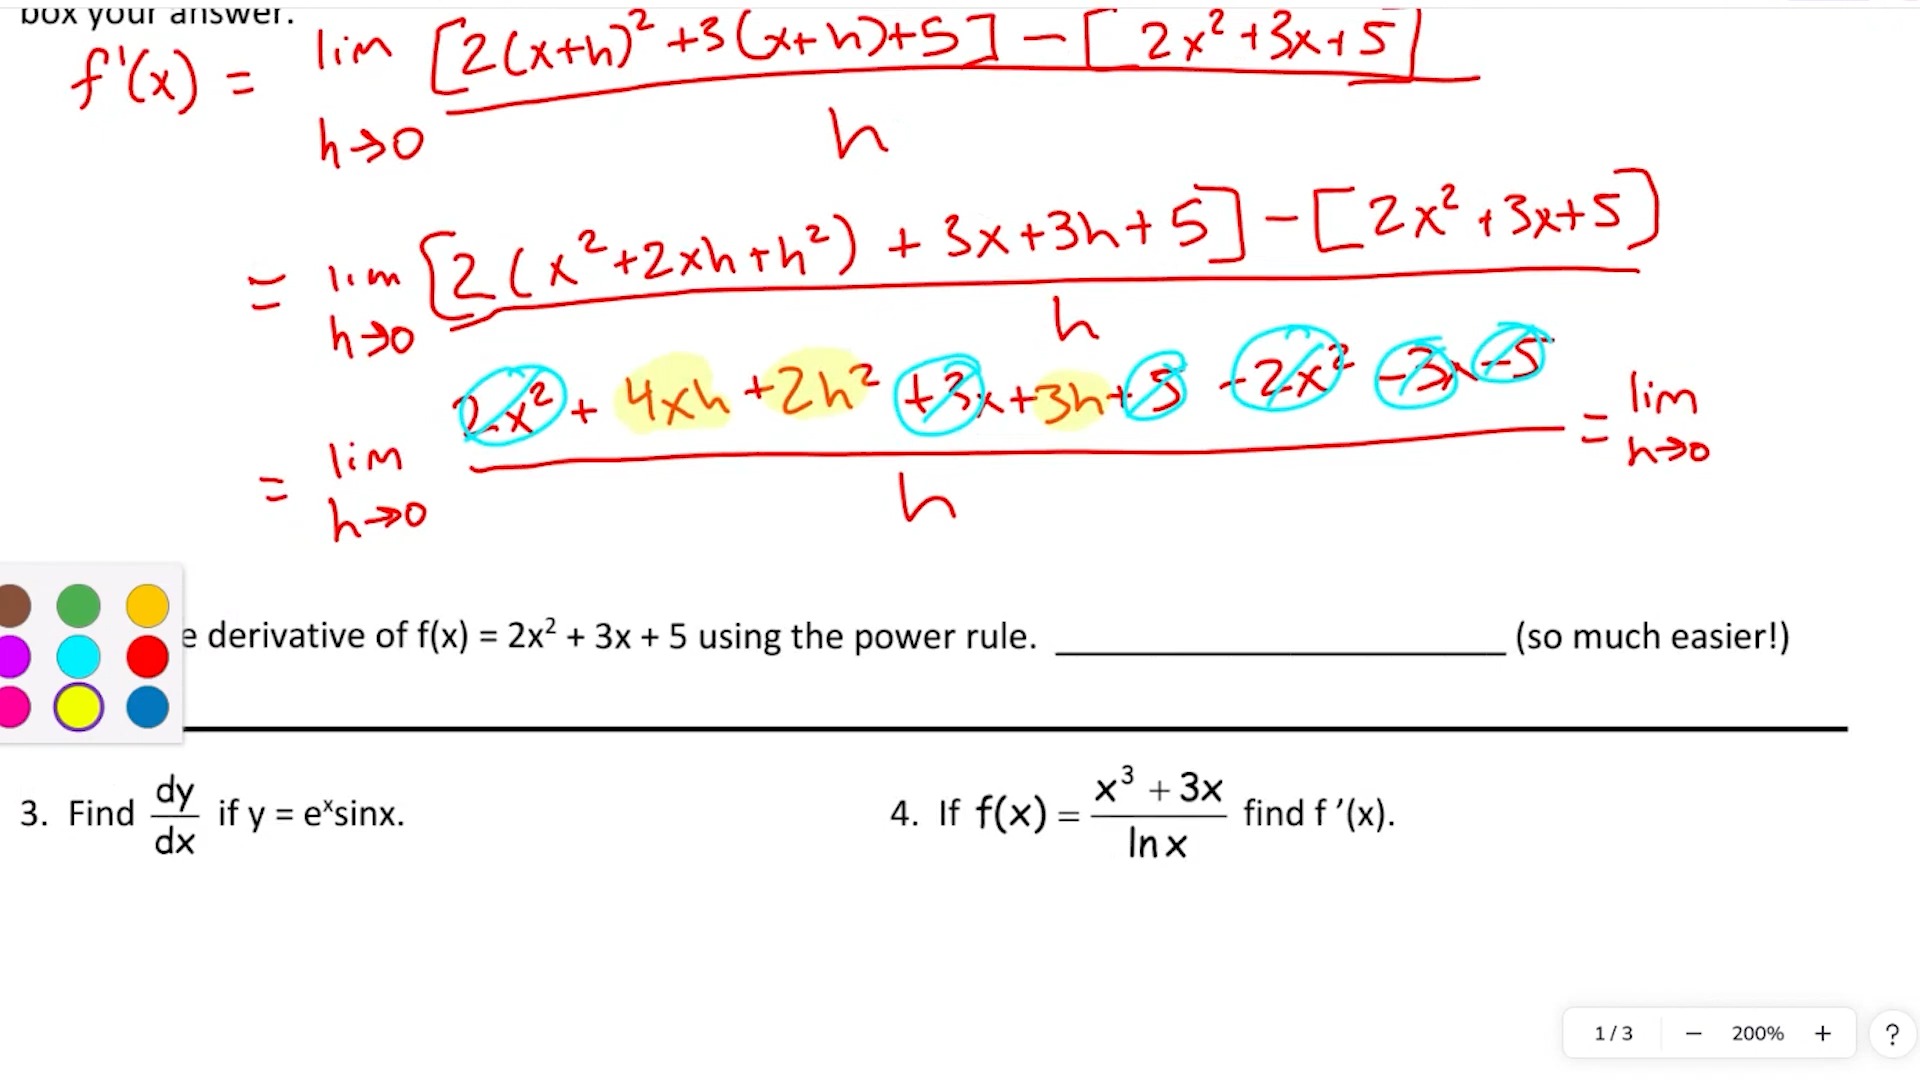 box your answer.
f'(x) = lim h→0 [2(x+h)²+3(x+h)+5] - [2x²+3x+5] / h
= lim h→0 [2(x²+2xh+h²) + 3x+3h+5] - [2x²+3x+5] / h
= lim h→0 2x² + 4xh +2h² +3x+3h+5 -2x² -3x -5 / h = lim h→0
e derivative of f(x) = 2x² + 3x + 5 using the power rule. ____________________ (so much easier!)
3. Find dy/dx if y = eˣsinx.
4. If f(x) = x³ + 3x / ln x find f '(x).
1 / 3 − 200% + ?